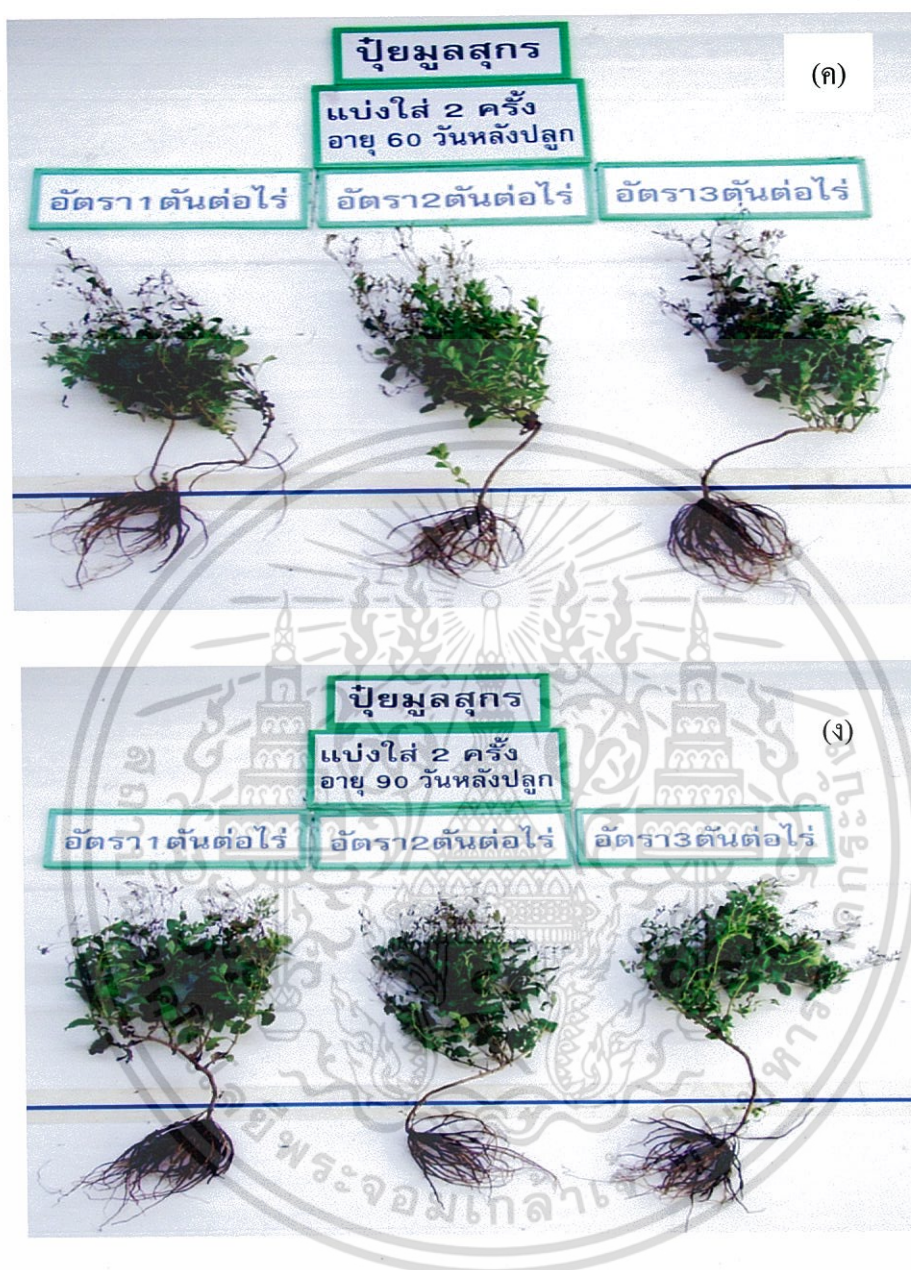 ปุ๋ยมูลสุกร
(ค)
แบ่งใส่ 2 ครั้ง
อายุ 60 วันหลังปลูก
อัตรา1ตันต่อไร่
อัตรา2ตันต่อไร่
อัตรา3ตันต่อไร่
ปุ๋ยมูลสุกร
(ง)
แบ่งใส่ 2 ครั้ง
อายุ 90 วันหลังปลูก
อัตรา1ตันต่อไร่
อัตรา2ตันต่อไร่
อัตรา3ตันต่อไร่